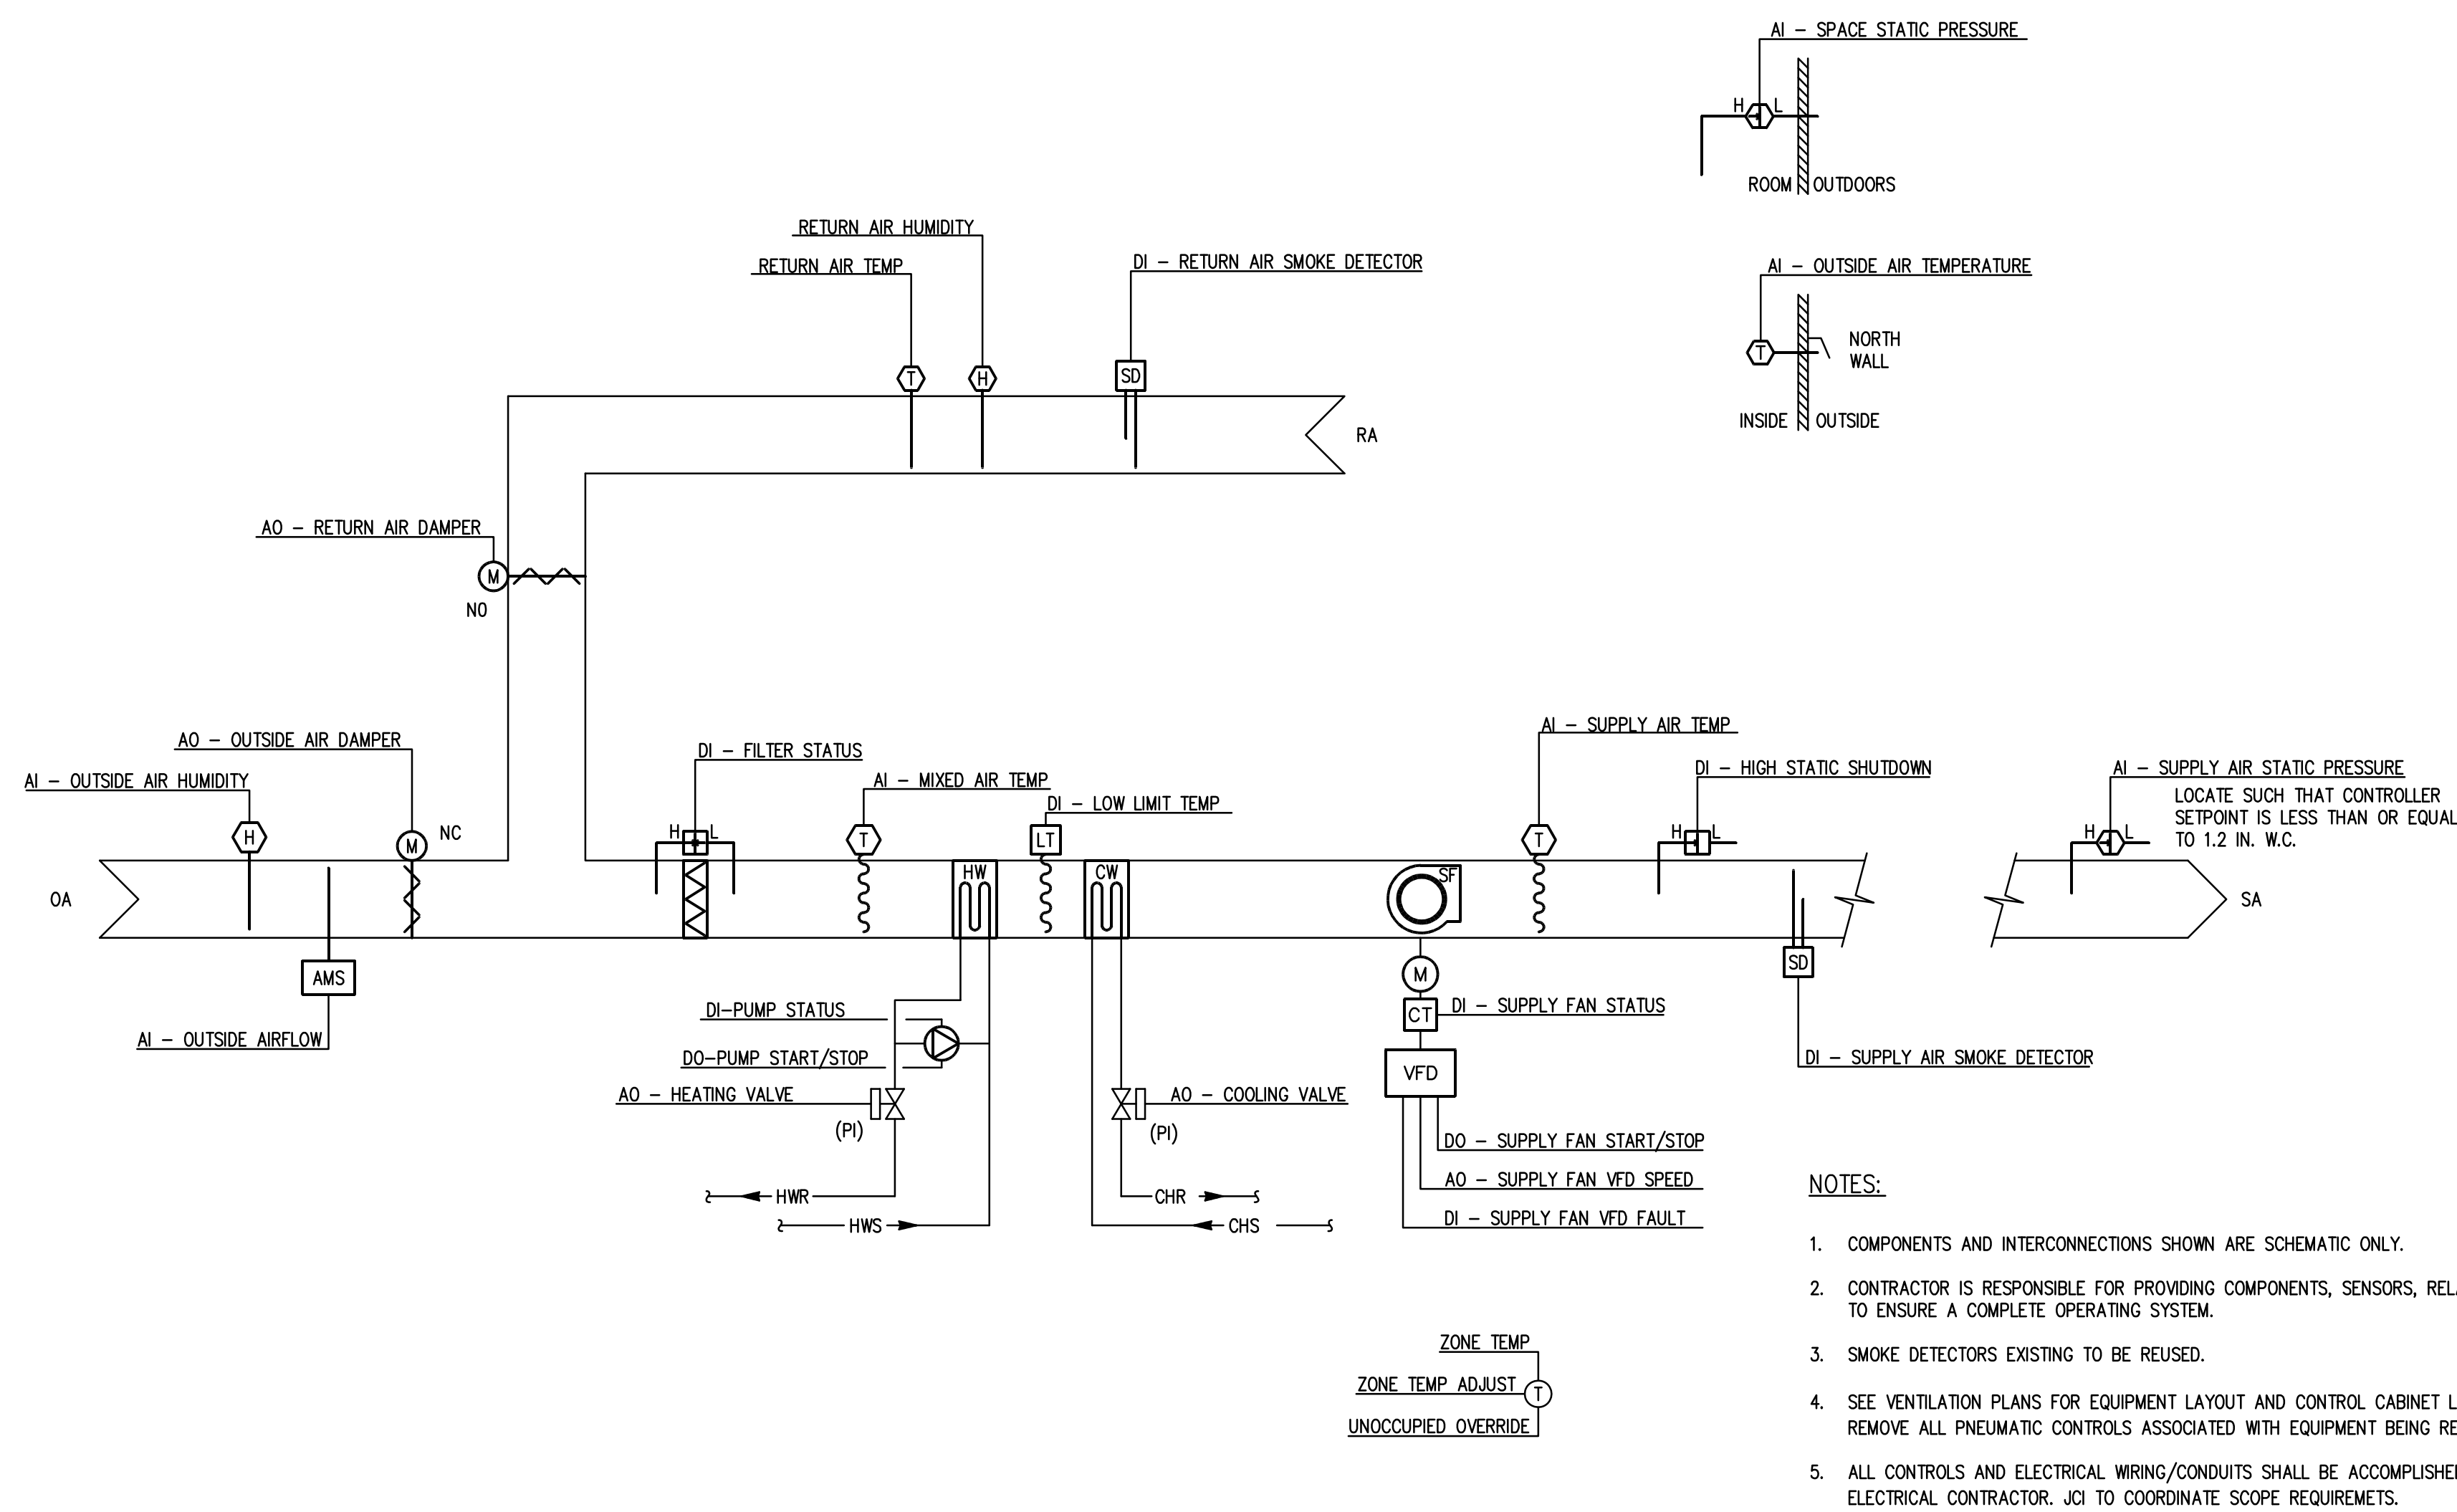 AI - SPACE STATIC PRESSURE
H L
ROOM OUTDOORS
RETURN AIR HUMIDITY
RETURN AIR TEMP
DI - RETURN AIR SMOKE DETECTOR
AI - OUTSIDE AIR TEMPERATURE
T
NORTH
WALL
INSIDE OUTSIDE
T H SD
RA
AO - RETURN AIR DAMPER
M
NO
AO - OUTSIDE AIR DAMPER
AI - OUTSIDE AIR HUMIDITY
H
M
NC
OA
AMS
AI - OUTSIDE AIRFLOW
DI - FILTER STATUS
H L
AI - MIXED AIR TEMP
T
DI - LOW LIMIT TEMP
LT
HW
CW
SF
AI - SUPPLY AIR TEMP
T
DI - HIGH STATIC SHUTDOWN
H L
SD
DI - SUPPLY AIR SMOKE DETECTOR
AI - SUPPLY AIR STATIC PRESSURE
LOCATE SUCH THAT CONTROLLER
SETPOINT IS LESS THAN OR EQUAL
TO 1.2 IN. W.C.
H L
SA
DI-PUMP STATUS
DO-PUMP START/STOP
AO - HEATING VALVE
(PI)
HWR
HWS
AO - COOLING VALVE
(PI)
CHR
CHS
M
CT
DI - SUPPLY FAN STATUS
VFD
DO - SUPPLY FAN START/STOP
AO - SUPPLY FAN VFD SPEED
DI - SUPPLY FAN VFD FAULT
ZONE TEMP
ZONE TEMP ADJUST
T
UNOCCUPIED OVERRIDE
NOTES:
1. COMPONENTS AND INTERCONNECTIONS SHOWN ARE SCHEMATIC ONLY.
2. CONTRACTOR IS RESPONSIBLE FOR PROVIDING COMPONENTS, SENSORS,
TO ENSURE A COMPLETE OPERATING SYSTEM.
3. SMOKE DETECTORS EXISTING TO BE REUSED.
4. SEE VENTILATION PLANS FOR EQUIPMENT LAYOUT AND CONTROL CABINET
REMOVE ALL PNEUMATIC CONTROLS ASSOCIATED WITH EQUIPMENT BEING
5. ALL CONTROLS AND ELECTRICAL WIRING/CONDUITS SHALL BE
ELECTRICAL CONTRACTOR. JCI TO COORDINATE SCOPE REQUIREMETS.